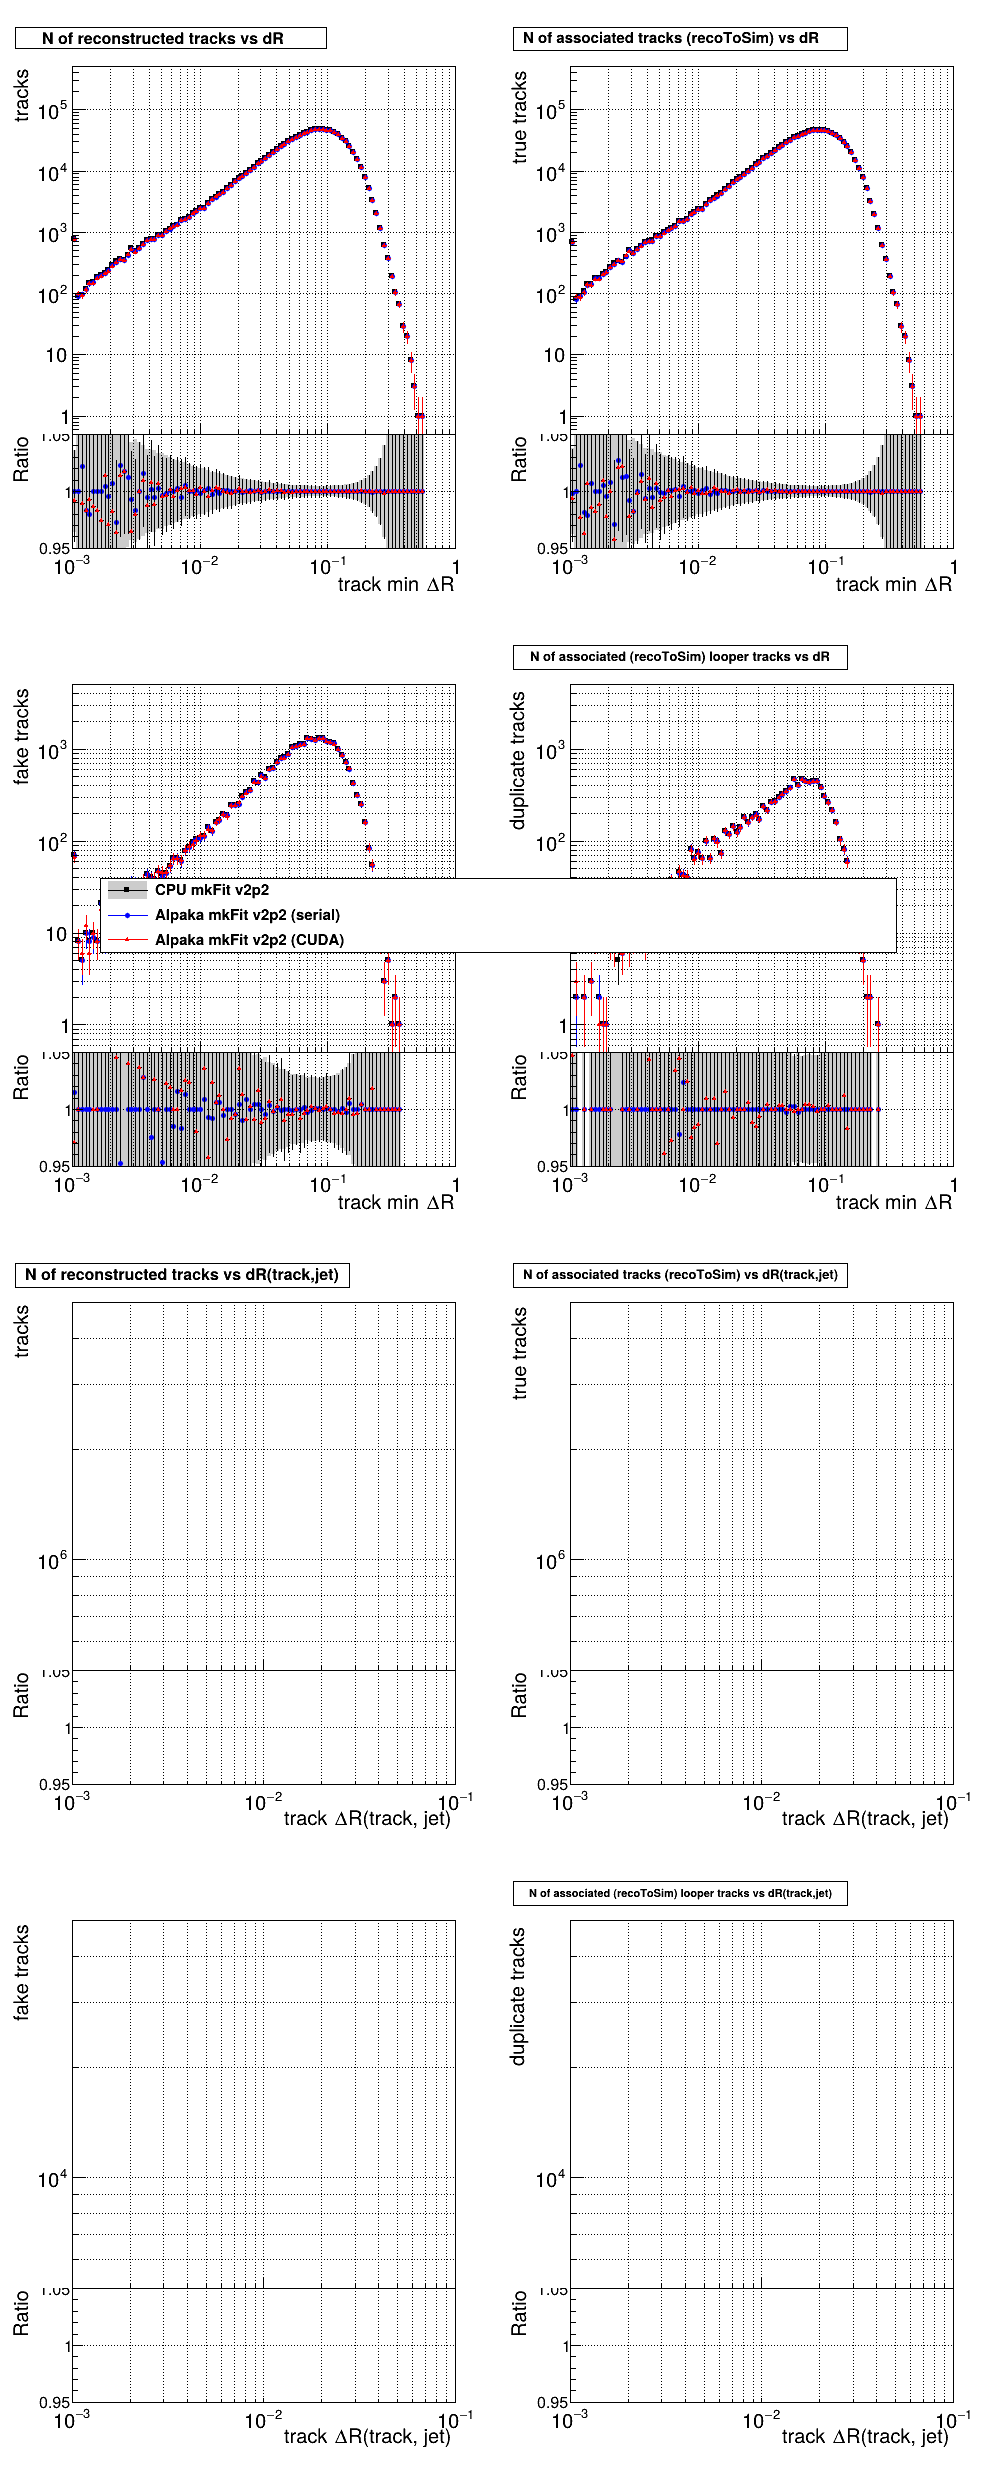 N of reconstructed tracks vs dR
tracks
10^5
10^4
10^3
10^2
10
1
Ratio
1.05
1
0.95
10^−3
10^−2
10^−1
1
track min ΔR
N of associated tracks (recoToSim) vs dR
true tracks
10^5
10^4
10^3
10^2
10
1
Ratio
1.05
1
0.95
10^−3
10^−2
10^−1
1
track min ΔR
fake tracks
10^3
10^2
10
1
Ratio
1.05
1
0.95
10^−3
10^−2
10^−1
1
track min ΔR
N of associated (recoToSim) looper tracks vs dR
duplicate tracks
10^3
10^2
1
Ratio
1.05
1
0.95
10^−3
10^−2
10^−1
1
track min ΔR
CPU mkFit v2p2
Alpaka mkFit v2p2 (serial)
Alpaka mkFit v2p2 (CUDA)
N of reconstructed tracks vs dR(track,jet)
tracks
10^6
Ratio
1.05
1
0.95
10^−3
10^−2
10^−1
track ΔR(track, jet)
N of associated tracks (recoToSim) vs dR(track,jet)
true tracks
10^6
Ratio
1.05
1
0.95
10^−3
10^−2
10^−1
track ΔR(track, jet)
fake tracks
10^4
Ratio
1.05
1
0.95
10^−3
10^−2
10^−1
track ΔR(track, jet)
N of associated (recoToSim) looper tracks vs dR(track,jet)
duplicate tracks
10^4
Ratio
1.05
1
0.95
10^−3
10^−2
10^−1
track ΔR(track, jet)